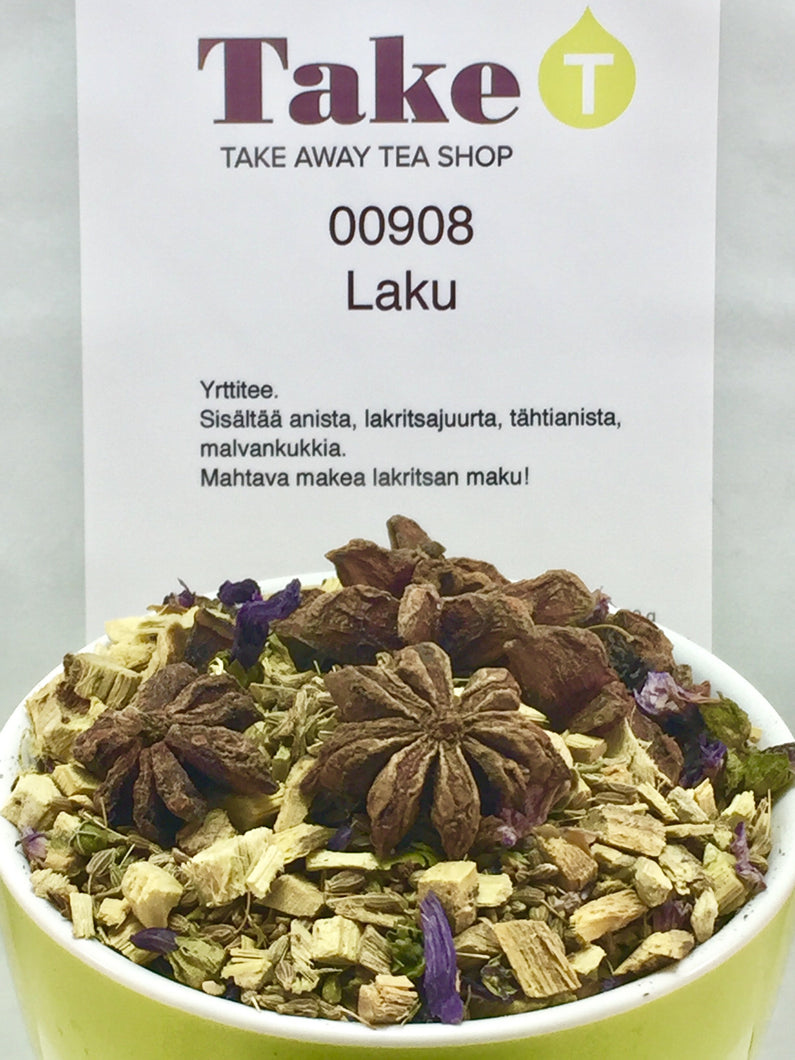 Take T
TAKE AWAY TEA SHOP
00908
Laku
Yrttitee.
Sisältää anista, lakritsajuurta, tähtianista,
malvankukkia.
Mahtava makea lakritsan maku!